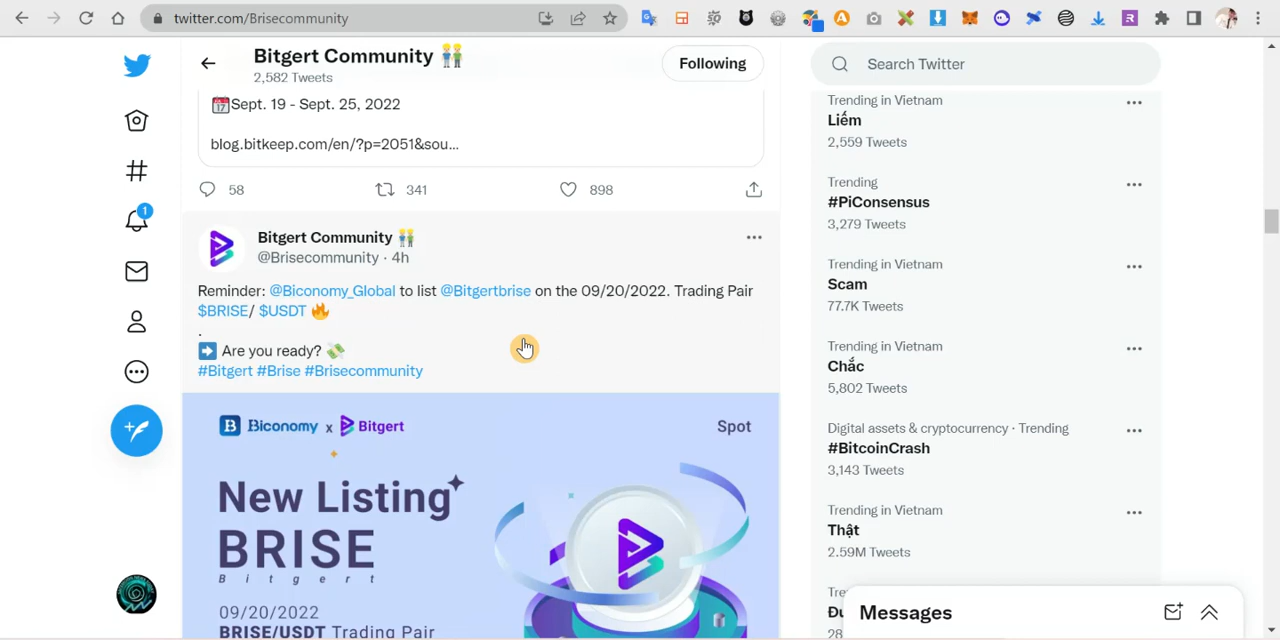 twitter.com/Brisecommunity
Bitgert Community
2,582 Tweets
Following
Search Twitter
Sept. 19 - Sept. 25, 2022
blog.bitkeep.com/en/?p=2051&sou...
58
341
898
1
Bitgert Community
@Brisecommunity · 4h
Reminder: @Biconomy_Global to list @Bitgertbrise on the 09/20/2022. Trading Pair
$BRISE/ $USDT 🔥
.
➡️ Are you ready? 💸
#Bitgert #Brise #Brisecommunity
Biconomy x Bitgert
Spot
New Listing
BRISE
Bitgert
09/20/2022
BRISE/USDT Trading Pair
Trending in Vietnam
Liếm
2,559 Tweets
Trending
#PiConsensus
3,279 Tweets
Trending in Vietnam
Scam
77.7K Tweets
Trending in Vietnam
Chắc
5,802 Tweets
Digital assets & cryptocurrency · Trending
#BitcoinCrash
3,143 Tweets
Trending in Vietnam
Thật
2.59M Tweets
Messages